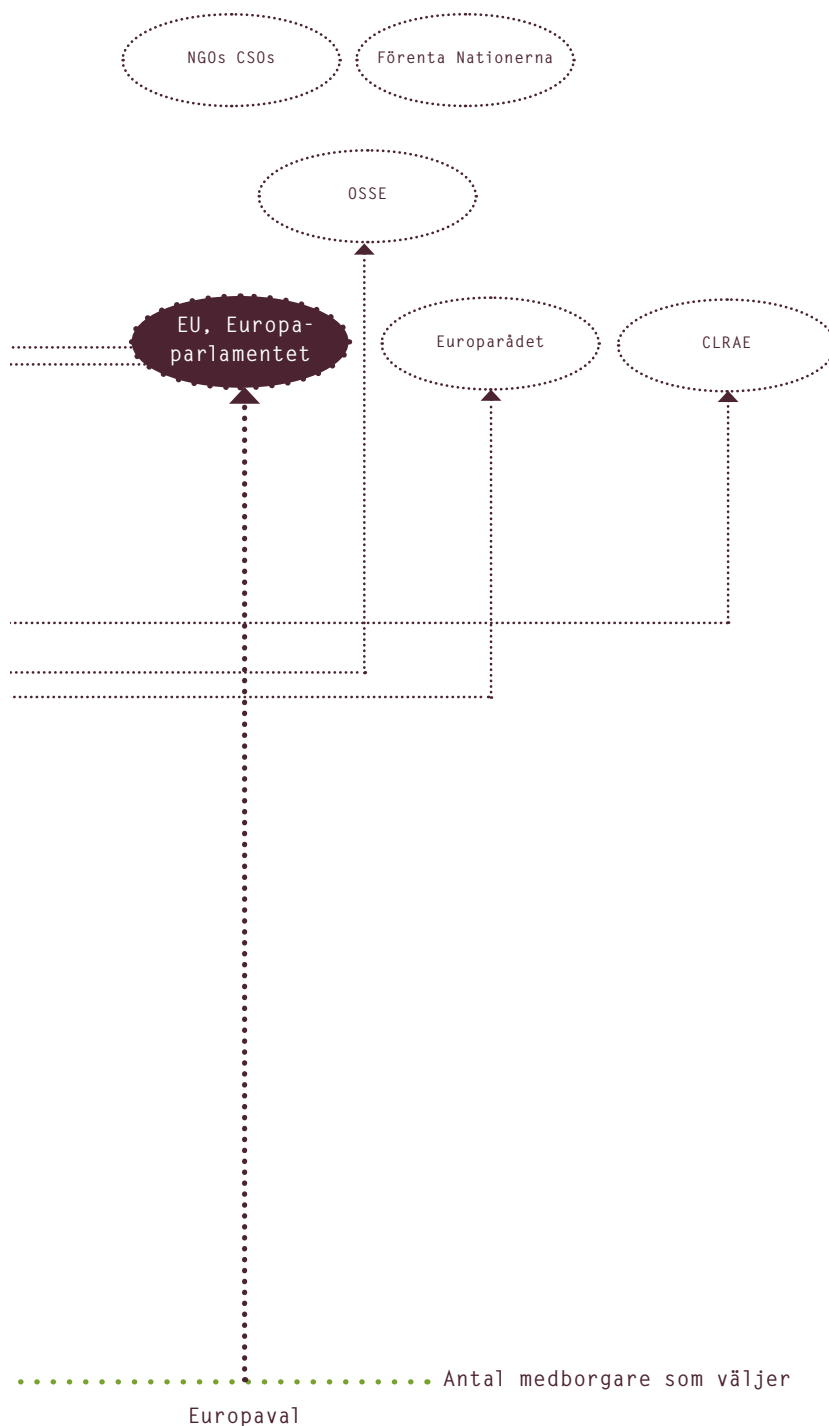 NGOs CSOs
Förenta Nationerna
OSSE
EU, Europa-
parlamentet
Europarådet
CLRAE
Antal medborgare som väljer
Europaval